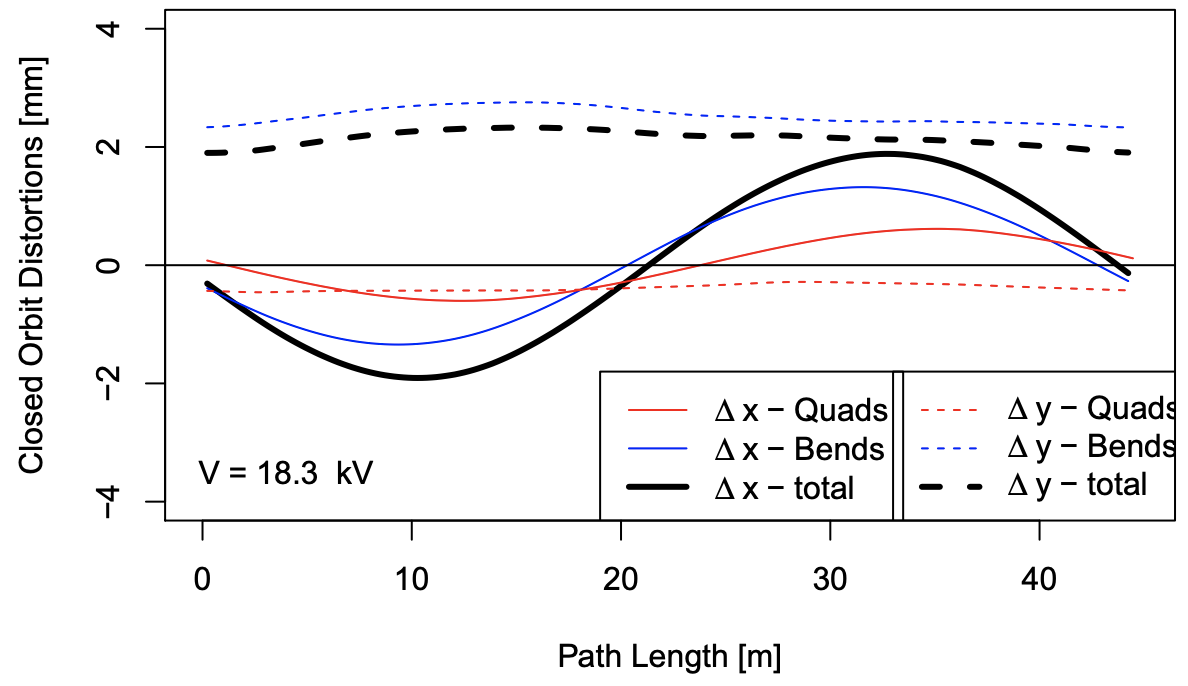 Closed Orbit Distortions [mm]
4
2
0
−2
−4
V = 18.3 kV
Δ x − Quads
Δ x − Bends
Δ x − total
Δ y − Quads
Δ y − Bends
Δ y − total
0 10 20 30 40
Path Length [m]